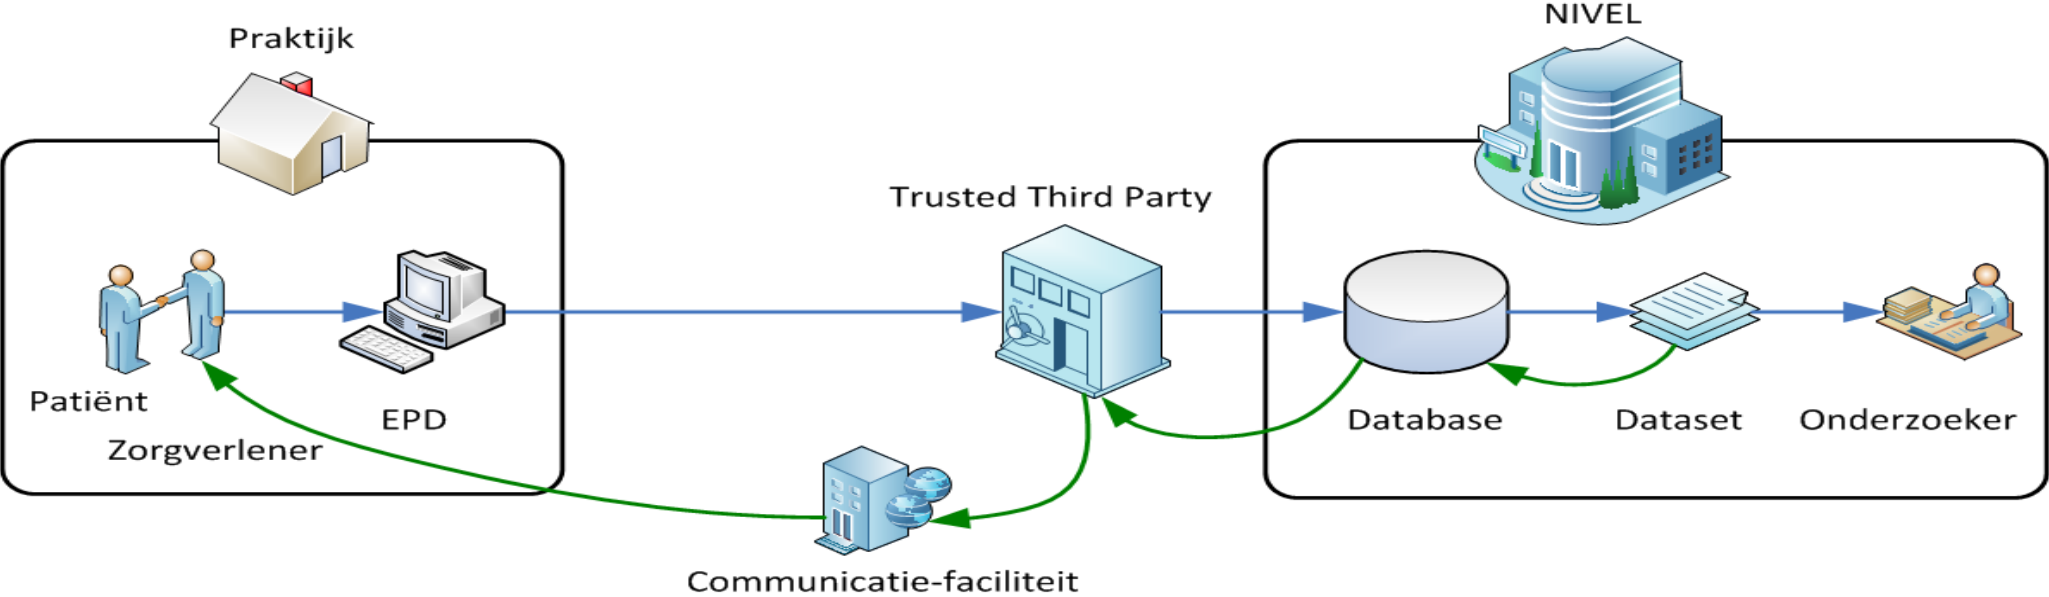 Praktijk
NIVEL
Trusted Third Party
Patiënt
Zorgverlener
EPD
Database
Dataset
Onderzoeker
Communicatie-faciliteit